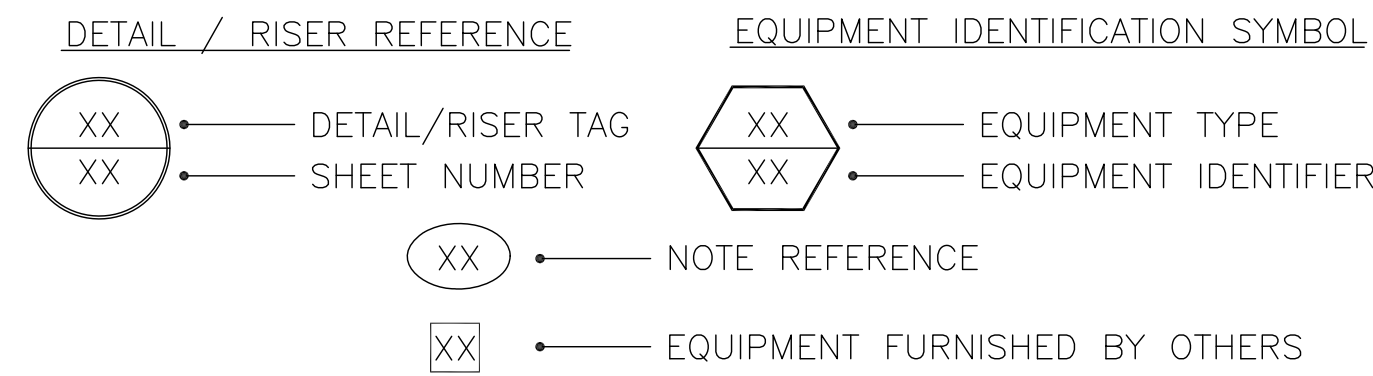 DETAIL / RISER REFERENCE
XX
DETAIL/RISER TAG
XX
SHEET NUMBER
EQUIPMENT IDENTIFICATION SYMBOL
XX
EQUIPMENT TYPE
XX
EQUIPMENT IDENTIFIER
XX
NOTE REFERENCE
XX
EQUIPMENT FURNISHED BY OTHERS